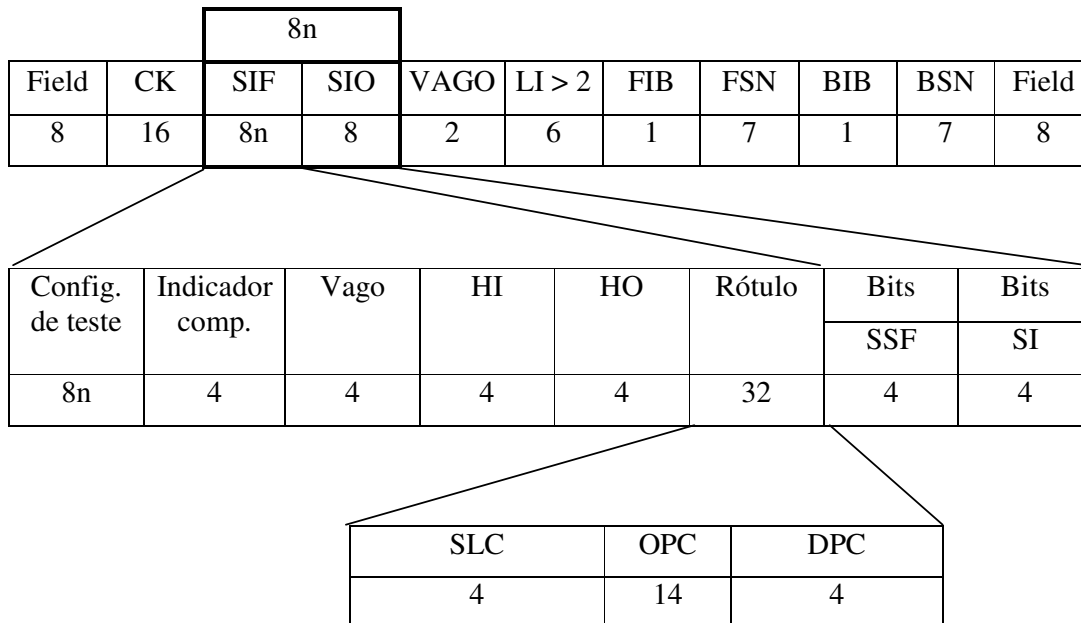 8n
Field CK SIF SIO VAGO LI > 2 FIB FSN BIB BSN Field
8 16 8n 8 2 6 1 7 1 7 8
Config. de teste Indicador comp. Vago HI HO Rótulo Bits Bits
SSF SI
8n 4 4 4 4 32 4 4
SLC OPC DPC
4 14 4